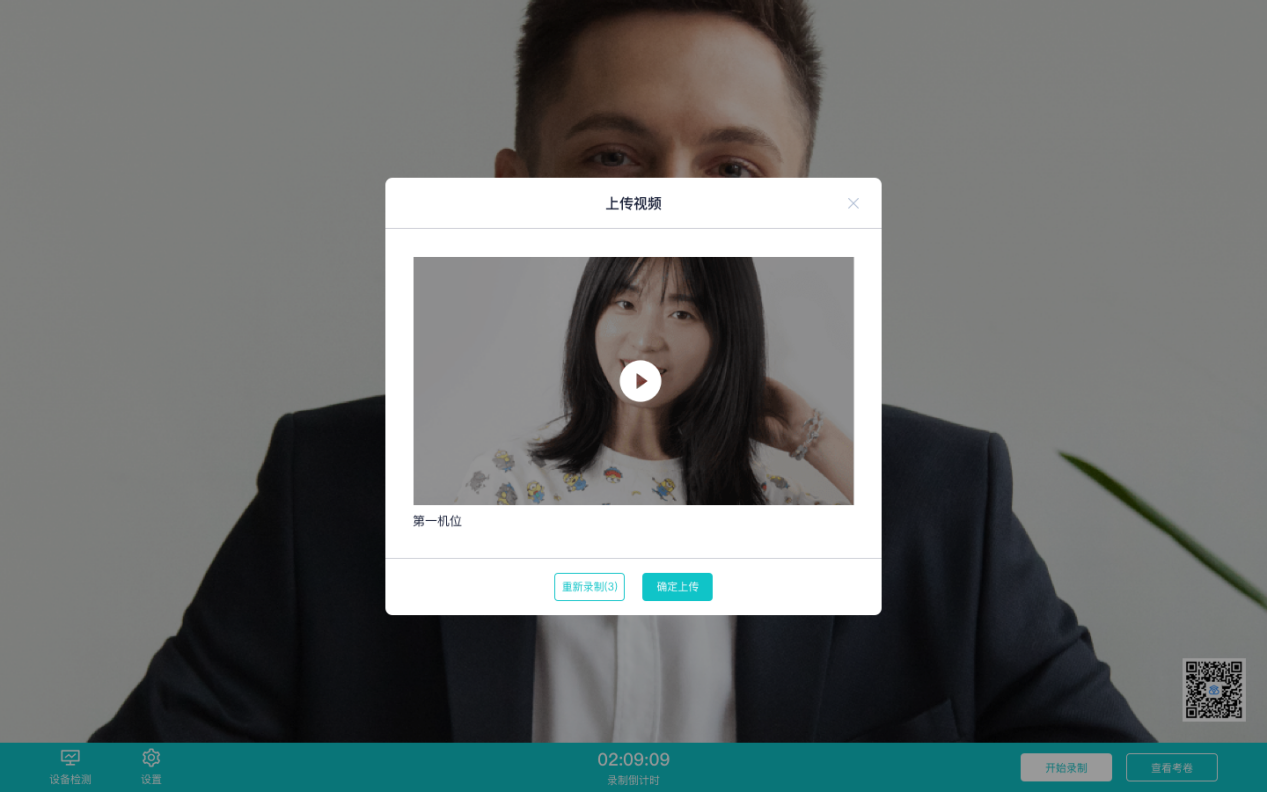 上传视频
第一机位
重新录制(3)
确定上传
设备检测
设置
02:09:09
录制倒计时
开始录制
查看考卷